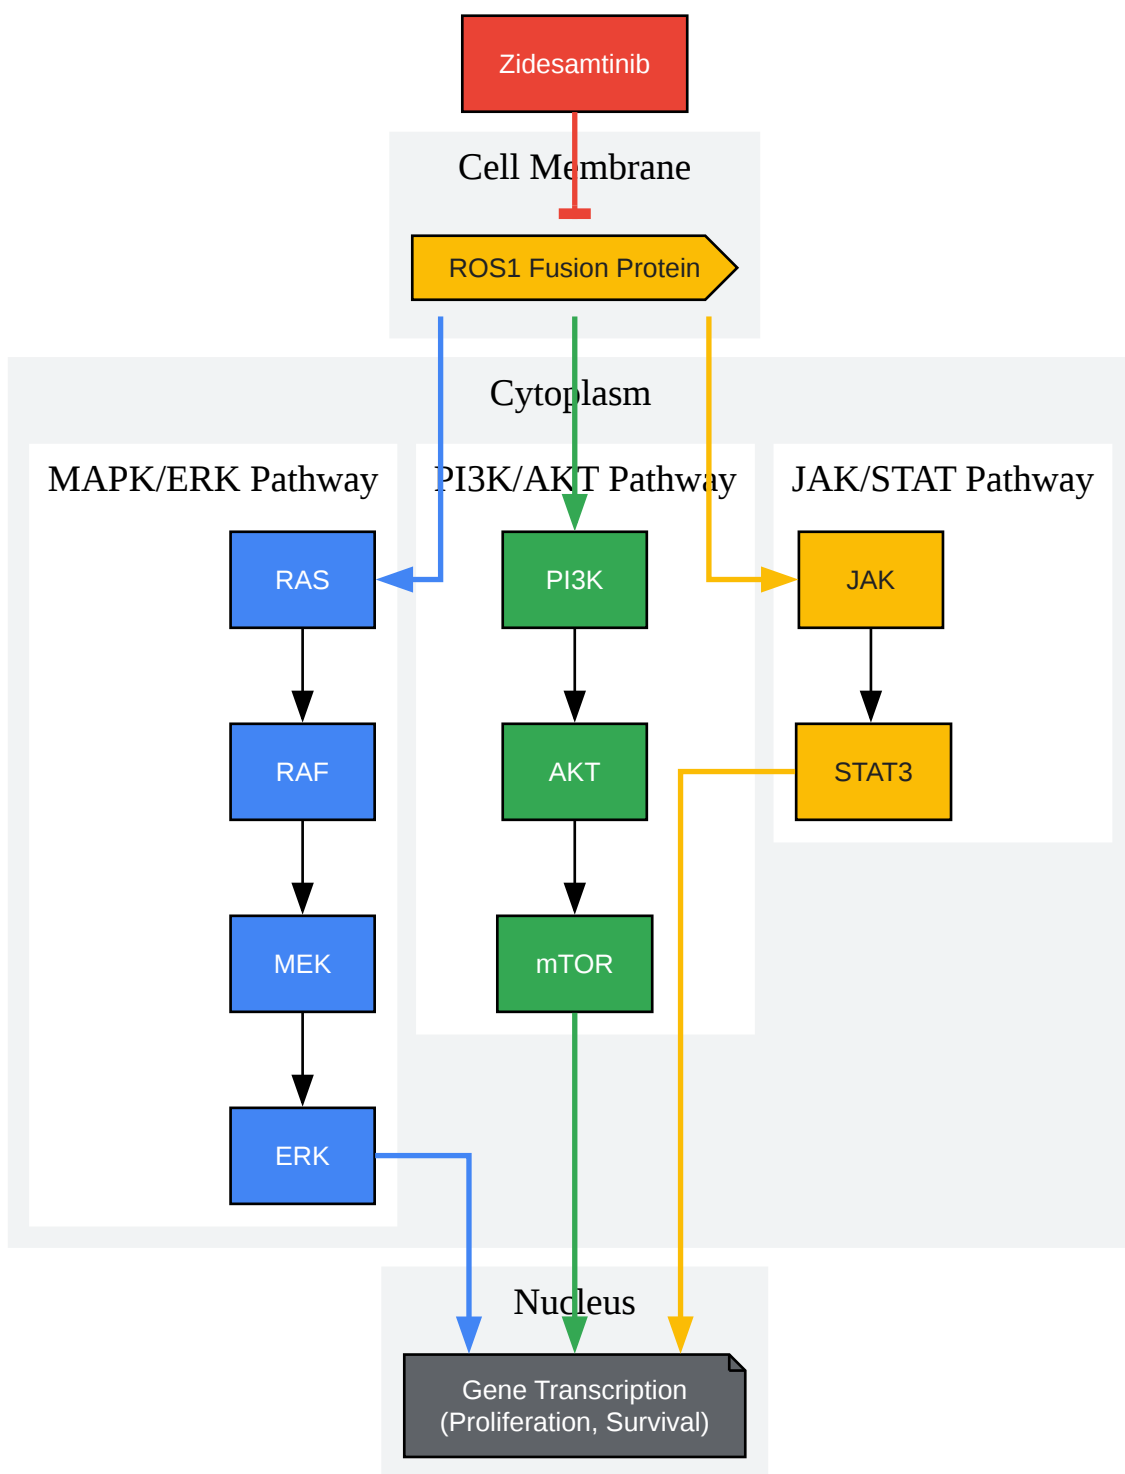 Zidesamtinib
Cell Membrane
ROS1 Fusion Protein
Cytoplasm
MAPK/ERK Pathway
PI3K/AKT Pathway
JAK/STAT Pathway
RAS
PI3K
JAK
RAF
AKT
STAT3
MEK
mTOR
ERK
Nucleus
Gene Transcription
(Proliferation, Survival)